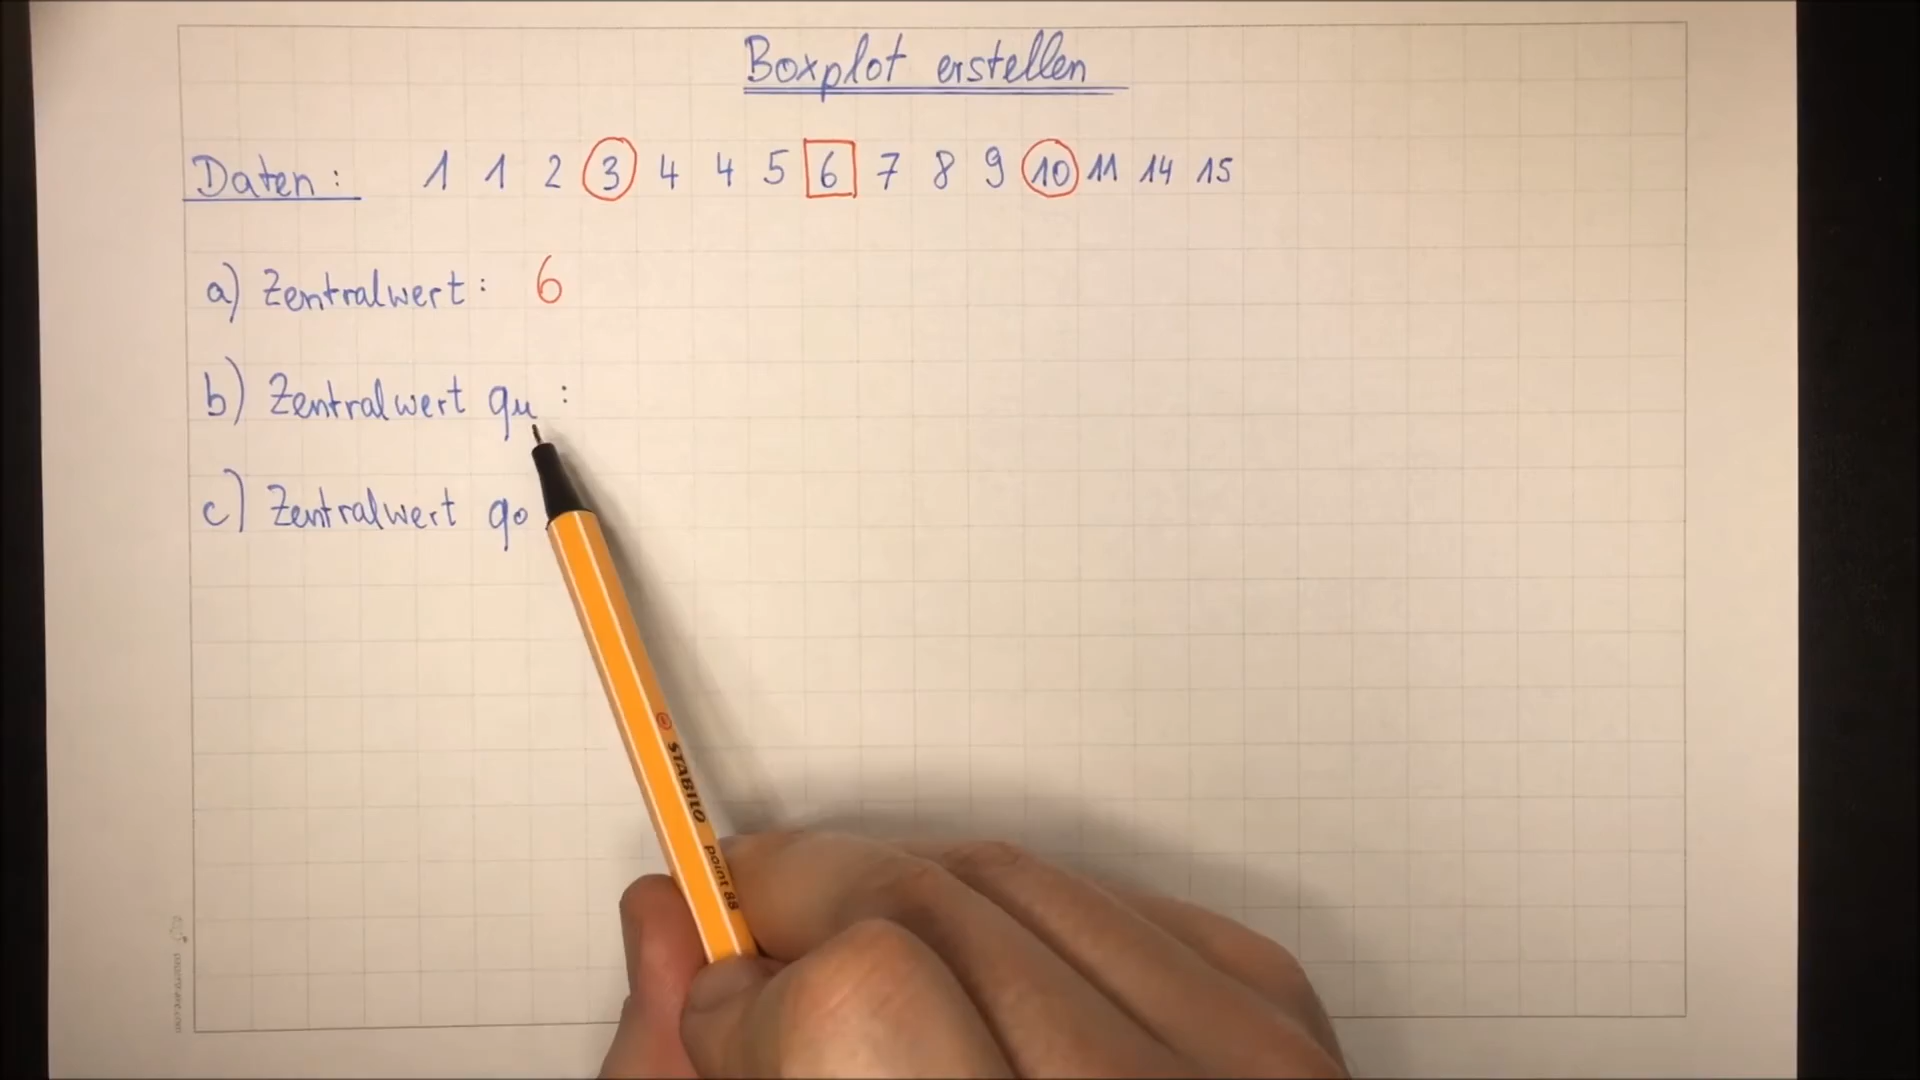 Boxplot erstellen
Daten: 1 1 2 3 4 4 5 6 7 8 9 10 11 14 15
a) Zentralwert: 6
b) Zentralwert qu:
c) Zentralwert qo
STABILO point 88